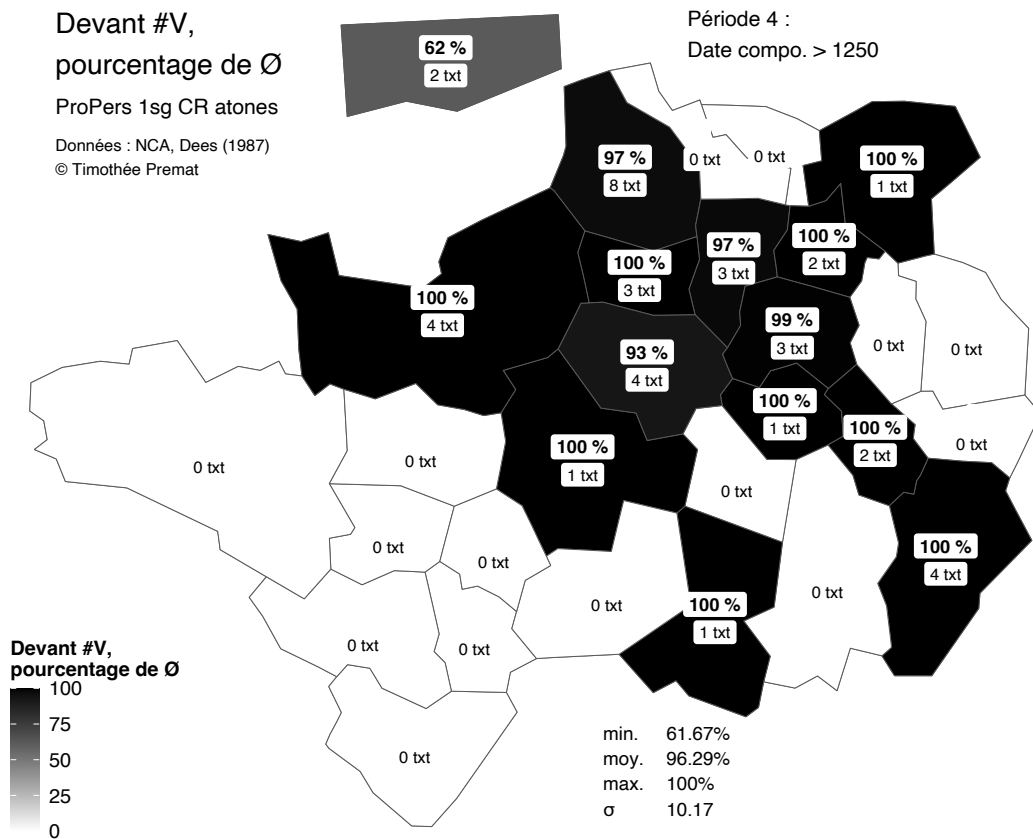 Devant #V,
pourcentage de Ø
ProPers 1sg CR atones
Données : NCA, Dees (1987)
© Timothée Premat
Période 4 :
Date compo. > 1250
62 %
2 txt
97 %
8 txt
0 txt
0 txt
100 %
1 txt
100 %
3 txt
97 %
3 txt
100 %
2 txt
100 %
4 txt
99 %
3 txt
0 txt
0 txt
93 %
4 txt
100 %
1 txt
100 %
2 txt
0 txt
0 txt
0 txt
100 %
1 txt
0 txt
0 txt
0 txt
100 %
4 txt
0 txt
100 %
1 txt
0 txt
0 txt
0 txt
0 txt
Devant #V,
pourcentage de Ø
100
75
50
25
0
min. 61.67%
moy. 96.29%
max. 100%
σ 10.17